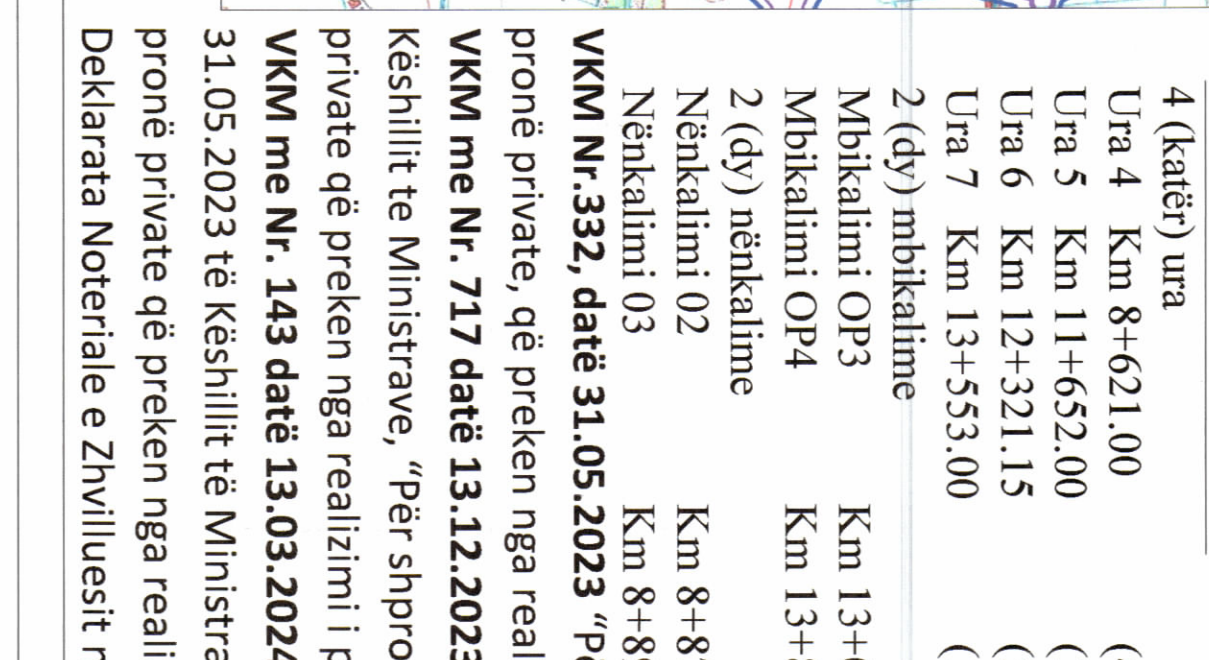 4 (katër) ura
Ura 4 Km 8+621.00 (
Ura 5 Km 11+652.00 (
Ura 6 Km 12+321.15 (
Ura 7 Km 13+553.00 (
2 (dy) mbikalime
Mbikalimi OP3 Km 13+
Mbikalimi OP4 Km 13+
2 (dy) nënkalime
Nënkalimi 02 Km 8+8
Nënkalimi 03 Km 8+8
VKM Nr.332, datë 31.05.2023 "Pë
pronë private, që preken nga real
VKM me Nr. 717 datë 13.12.2023
Këshillit te Ministrave, "Për shpro
private që preken nga realizimi i p
VKM me Nr. 143 datë 13.03.2024
31.05.2023 të Këshillit të Ministra
pronë private që preken nga reali
Deklarata Noteriale e Zhvilluesit